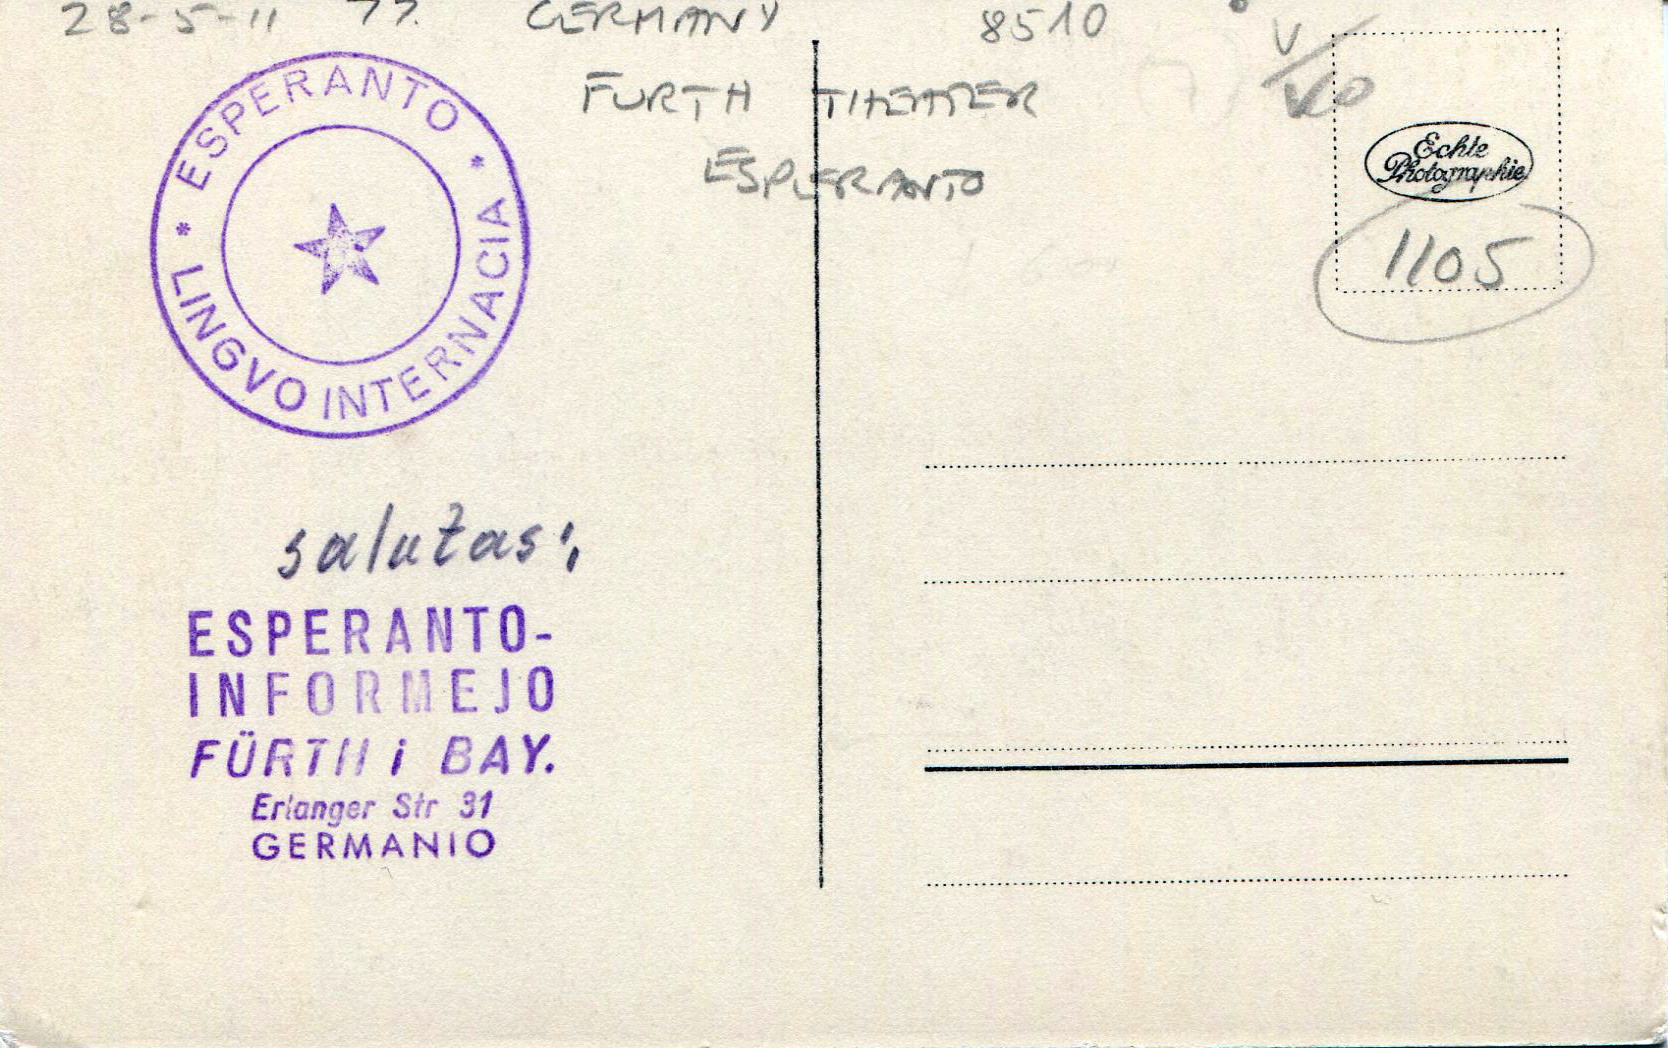 28-5-11 77. GERMANY 8510
FURTH THEATER
ESPERANTO
* ESPERANTO *
LINGVO INTERNACIA
Echte
Photographie
1105
salutas:
ESPERANTO-
INFORMEJO
FÜRTH i BAY.
Erlanger Str 31
GERMANIO